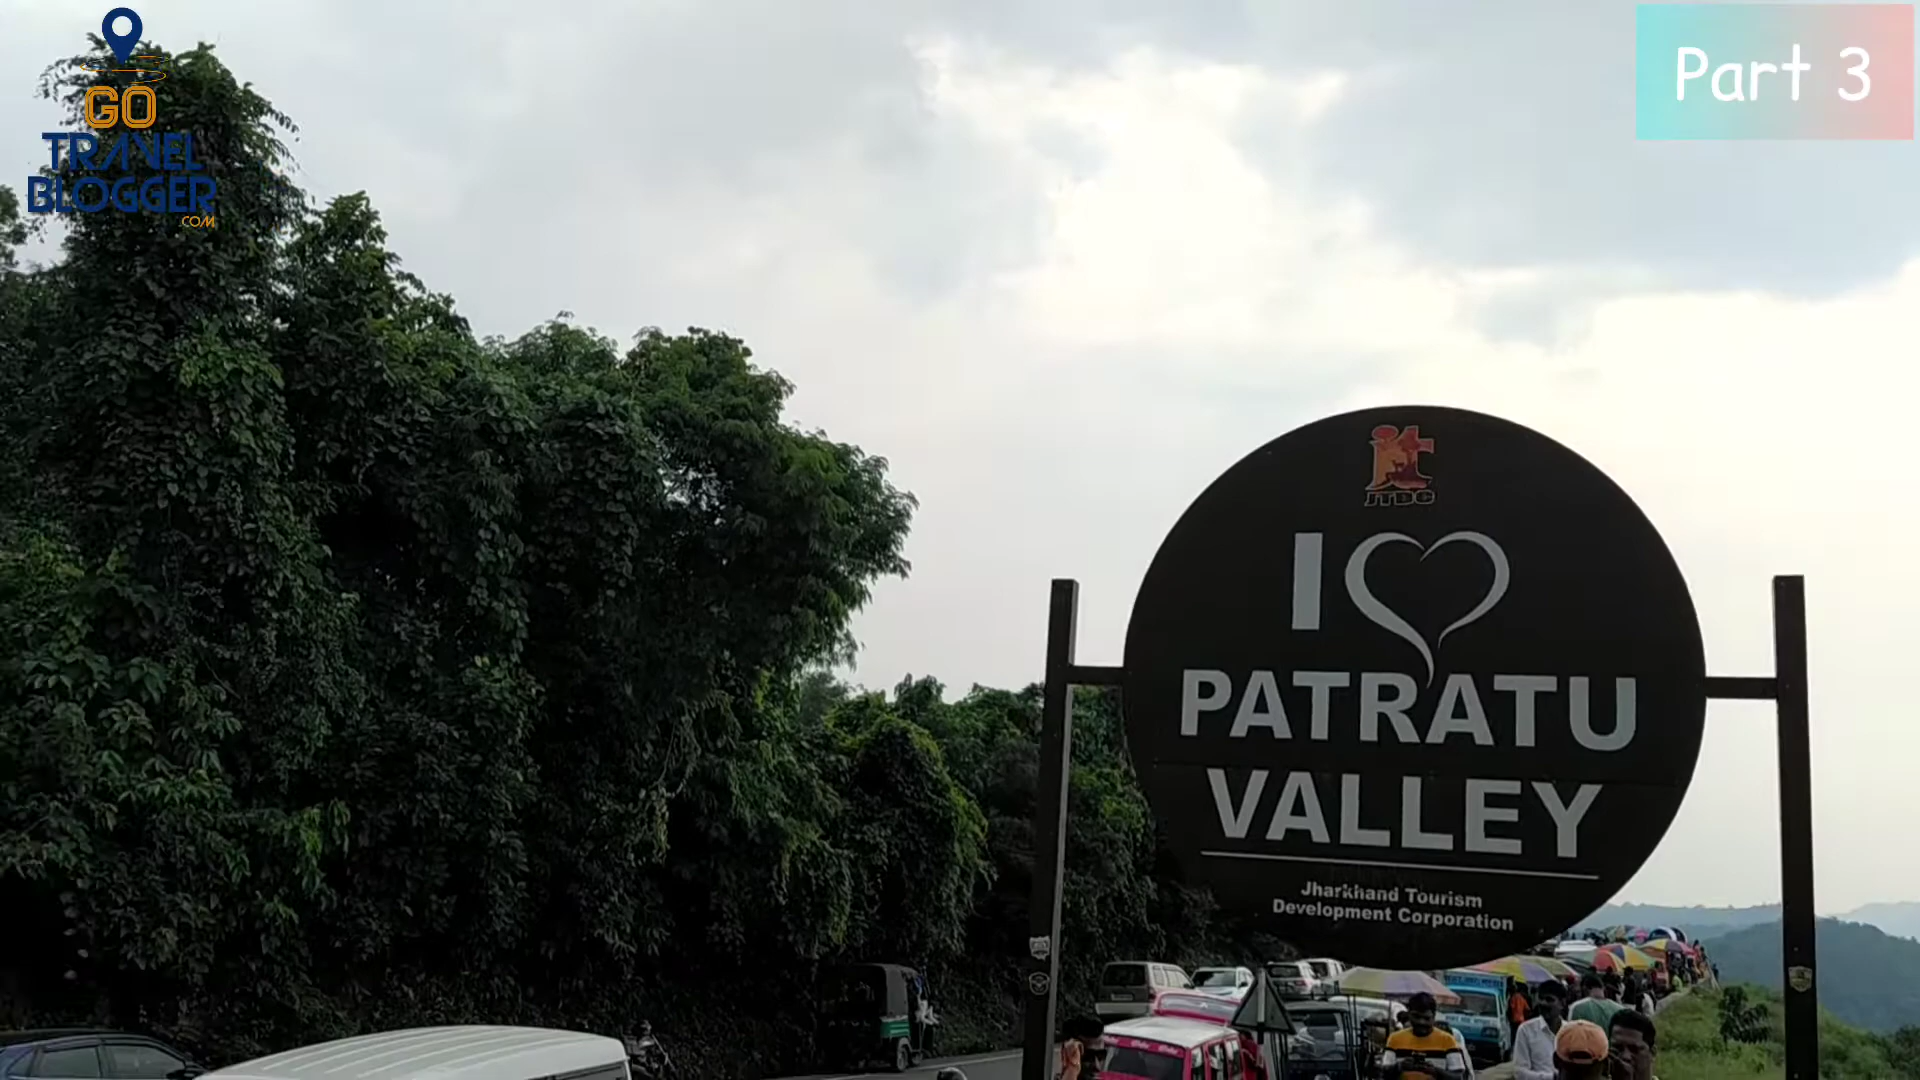 GO
TRAVEL
BLOGGER
.COM
Part 3
JTDC
I
PATRATU
VALLEY
Jharkhand Tourism
Development Corporation